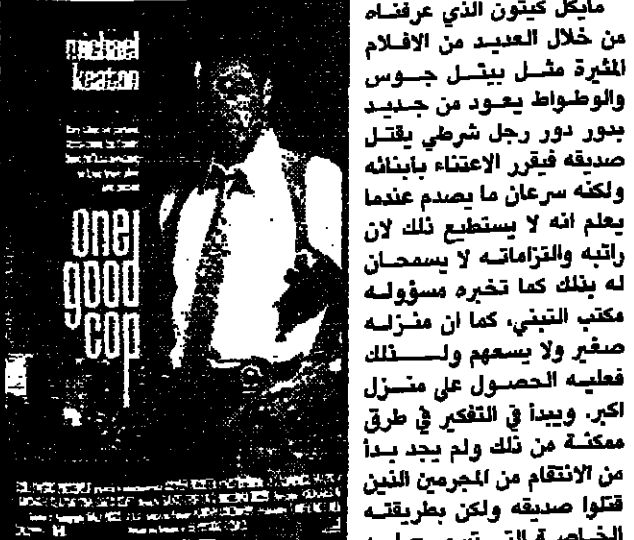 مايكل كيتون الذي عرفناه
من خلال العديد من الافلام
المثيرة مثل بيتل جوس
والوطواط يعود من جديد
بدور دور رجل شرطي يقتل
صديقه فيقرر الاعتناء بأبنائه
ولكنه سرعان ما يصدم عندما
يعلم انه لا يستطيع ذلك لان
راتبه والتزاماته لا يسمحان
له بذلك كما تخبره مسؤوله
مكتب التبني، كما ان منزله
صغير ولا يسعهم ولذلك
فعليه الحصول على منزل
اكبر. ويبدأ في التفكير في طرق
ممكنة من ذلك ولم يجد بدأ
من الانتقام من المجرمين الذين
قتلوا صديقه ولكن بطريقته
الخاصة
michael
keaton
one
good
cop